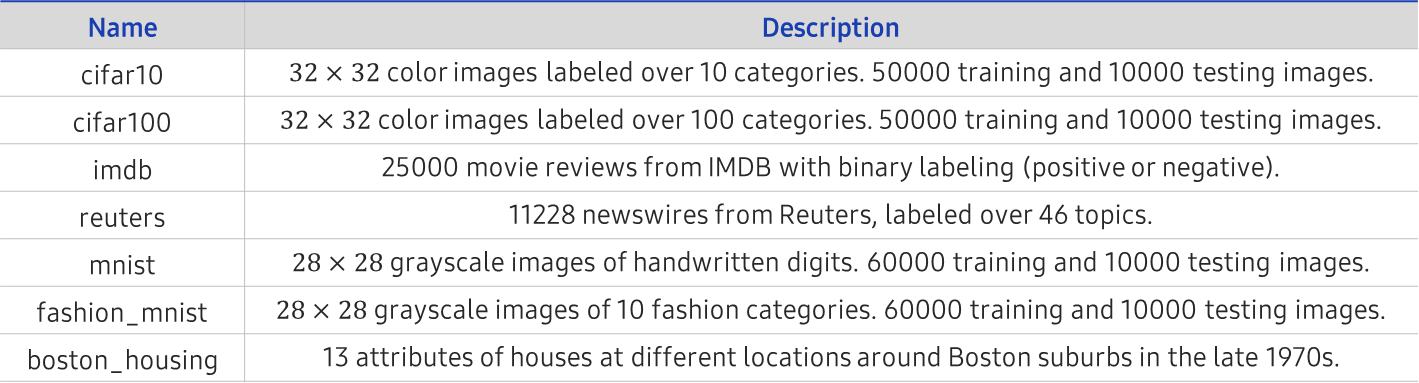 Name Description
cifar10 32 × 32 color images labeled over 10 categories. 50000 training and 10000 testing images.
cifar100 32 × 32 color images labeled over 100 categories. 50000 training and 10000 testing images.
imdb 25000 movie reviews from IMDB with binary labeling (positive or negative).
reuters 11228 newswires from Reuters, labeled over 46 topics.
mnist 28 × 28 grayscale images of handwritten digits. 60000 training and 10000 testing images.
fashion_mnist 28 × 28 grayscale images of 10 fashion categories. 60000 training and 10000 testing images.
boston_housing 13 attributes of houses at different locations around Boston suburbs in the late 1970s.